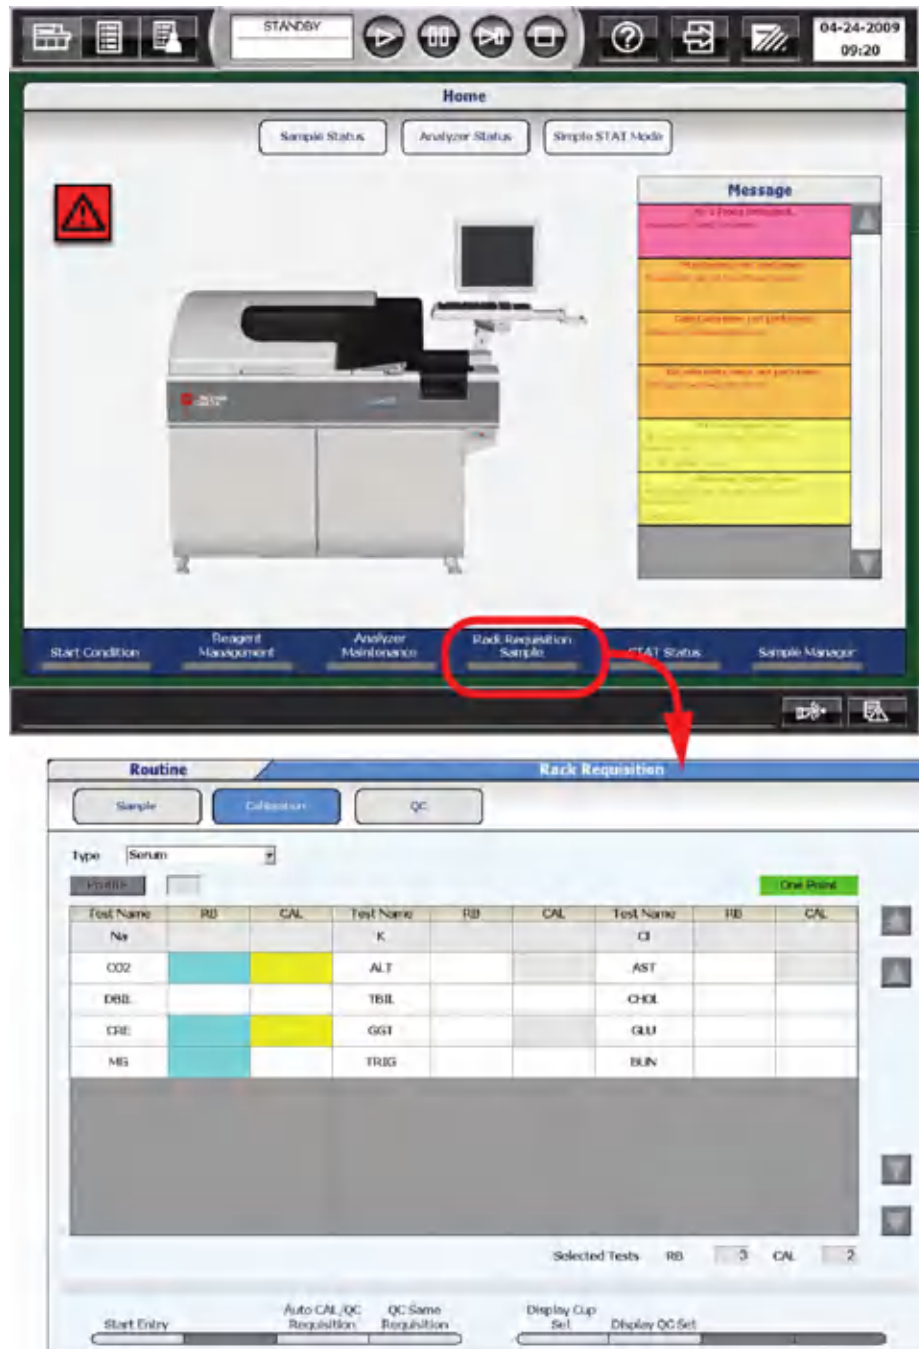 STANDBY
04-24-2009
09:20
Home
Sample Status
Analyzer Status
Simple STAT Mode
Message
Start Condition
Reagent
Management
Analyzer
Maintenance
Rack Requisition
Sample
STAT Status
Sample Manager
Routine
Rack Requisition
Sample
Calibration
QC
Type Serum
Profile
One Point
Test Name RB CAL Test Name RB CAL Test Name RB CAL
Na K Cl
CO2 ALT AST
DBIL TBIL CHOL
CRE GGT GLU
MG TRIG BUN
Selected Tests RB 3 CAL 2
Start Entry
Auto CAL/QC
Requisition
QC Same
Requisition
Display Cup
Set
Display QC Set